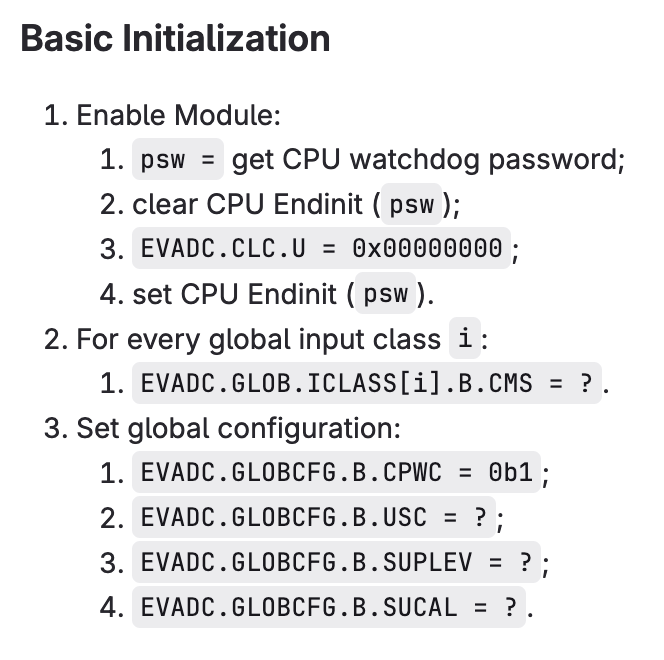 Basic Initialization
1. Enable Module:
1. psw = get CPU watchdog password;
2. clear CPU Endinit (psw);
3. EVADC.CLC.U = 0x00000000;
4. set CPU Endinit (psw).
2. For every global input class i:
1. EVADC.GLOB.ICLASS[i].B.CMS = ?.
3. Set global configuration:
1. EVADC.GLOBCFG.B.CPWC = 0b1;
2. EVADC.GLOBCFG.B.USC = ?;
3. EVADC.GLOBCFG.B.SUPLEV = ?;
4. EVADC.GLOBCFG.B.SUCAL = ?.